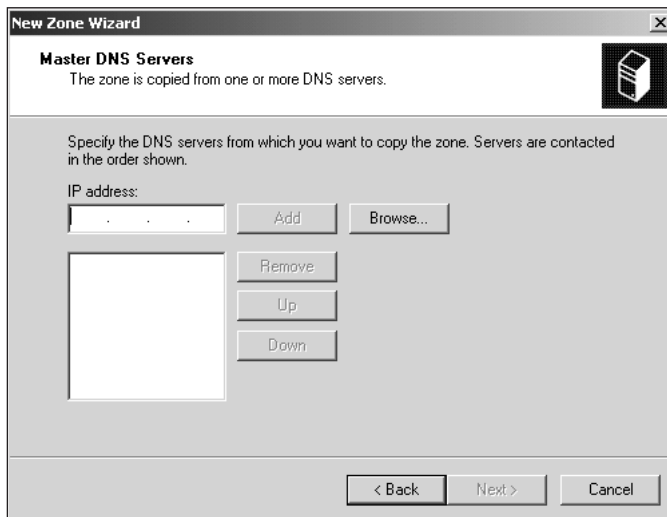 New Zone Wizard
Master DNS Servers
The zone is copied from one or more DNS servers.
Specify the DNS servers from which you want to copy the zone. Servers are contacted
in the order shown.
IP address:
. . . Add Browse...
Remove
Up
Down
< Back Next > Cancel